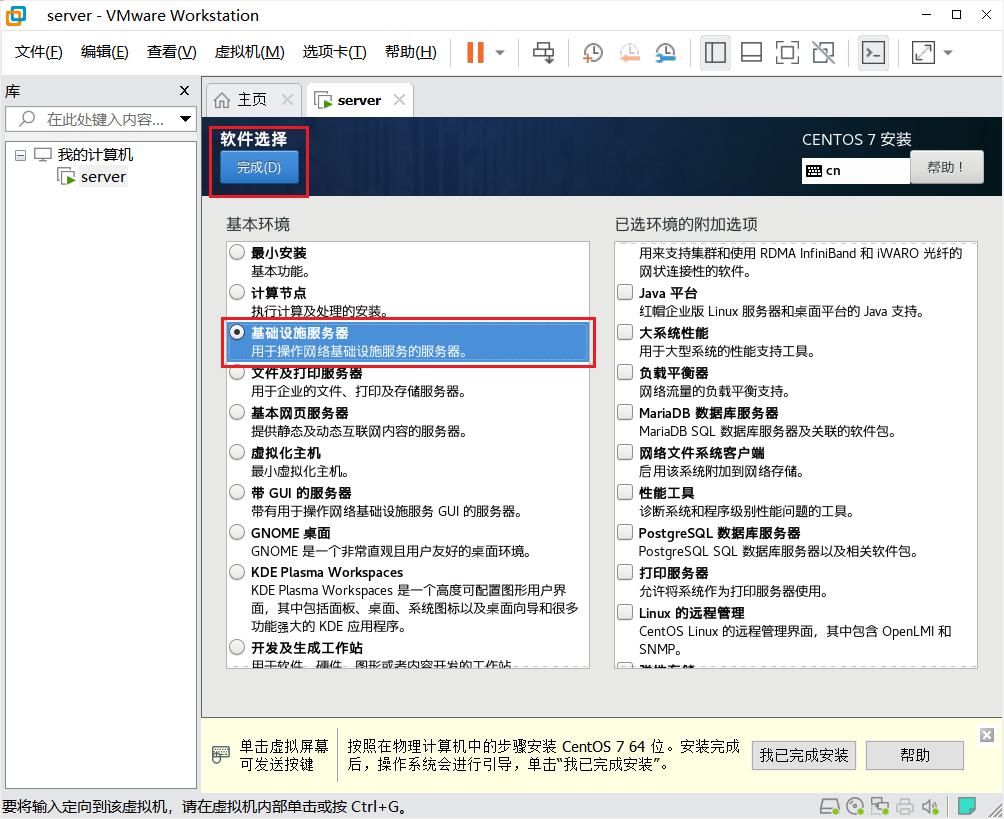 server - VMware Workstation
文件(F) 编辑(E) 查看(V) 虚拟机(M) 选项卡(T) 帮助(H)
库
在此处键入内容...
我的计算机
server
主页
server
软件选择
完成(D)
CENTOS 7 安装
cn
帮助！
基本环境
最小安装
基本功能。
计算节点
执行计算及处理的安装。
基础设施服务器
用于操作网络基础设施服务的服务器。
文件及打印服务器
用于企业的文件、打印及存储服务器。
基本网页服务器
提供静态及动态互联网内容的服务器。
虚拟化主机
最小虚拟化主机。
带 GUI 的服务器
带有用于操作网络基础设施服务 GUI 的服务器。
GNOME 桌面
GNOME 是一个非常直观且用户友好的桌面环境。
KDE Plasma Workspaces
KDE Plasma Workspaces 是一个高度可配置图形用户界
面，其中包括面板、桌面、系统图标以及桌面向导和很多
功能强大的 KDE 应用程序。
开发及生成工作站
用于软件、硬件、图形或者内容开发的工作站
已选环境的附加选项
用来支持集群和使用 RDMA InfiniBand 和 iWARO 光纤的
网状连接性的软件。
Java 平台
红帽企业版 Linux 服务器和桌面平台的 Java 支持。
大系统性能
用于大型系统的性能支持工具。
负载平衡器
网络流量的负载平衡支持。
MariaDB 数据库服务器
MariaDB SQL 数据库服务器及关联的软件包。
网络文件系统客户端
启用该系统附加到网络存储。
性能工具
诊断系统和程序级别性能问题的工具。
PostgreSQL 数据库服务器
PostgreSQL SQL 数据库服务器以及相关软件包。
打印服务器
允许将系统作为打印服务器使用。
Linux 的远程管理
CentOS Linux 的远程管理界面，其中包含 OpenLMI 和
SNMP。
单击虚拟屏幕
可发送按键
按照在物理计算机中的步骤安装 CentOS 7 64 位。安装完成
后，操作系统会进行引导，单击“我已完成安装”。
我已完成安装
帮助
要将输入定向到该虚拟机，请在虚拟机内部单击或按 Ctrl+G。